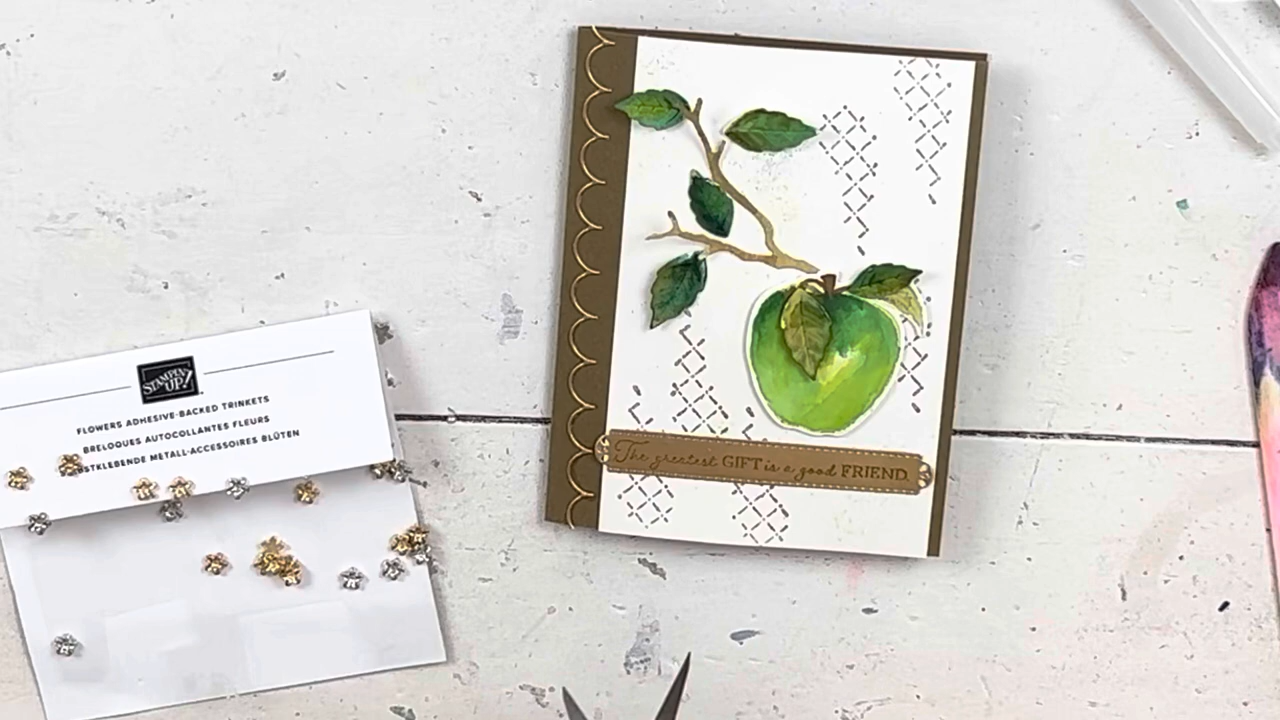 STAMPIN' UP!
FLOWERS ADHESIVE-BACKED TRINKETS
BRELOQUES AUTOCOLLANTES FLEURS
STKLEBENDE METALL-ACCESSOIRES BLÜTEN
The greatest GIFT is a good FRIEND.